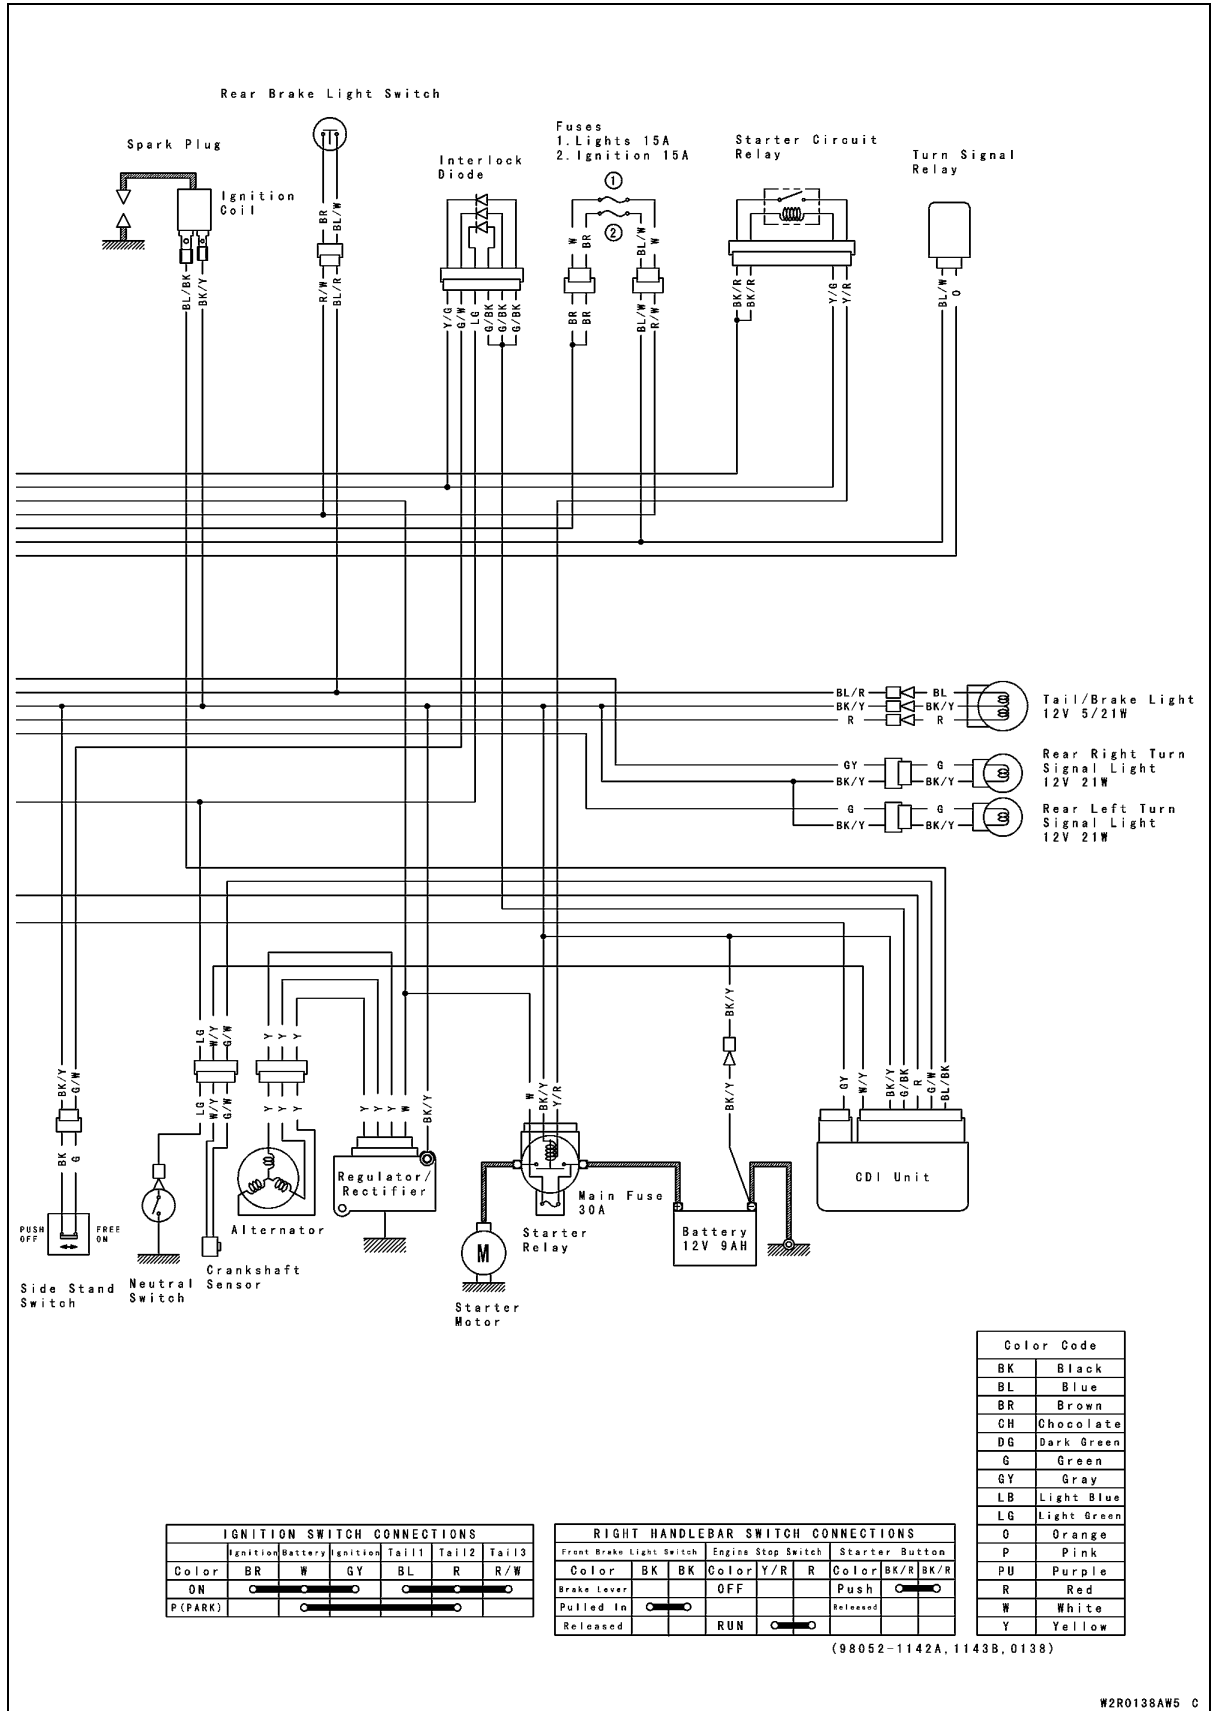 Rear Brake Light Switch
Spark Plug
Ignition
Coil
Interlock
Diode
Fuses
1. Lights 15A
2. Ignition 15A
1
2
Starter Circuit
Relay
Turn Signal
Relay
BR
BL/W
W
BR
BL/W
W
BL/BK
BK/Y
R/W
BL/R
Y/G
G/W
LG
G/BK
G/BK
G/BK
BR
BR
BL/W
R/W
BK/R
BK/R
Y/G
Y/R
BL/W
O
BL/R
BL
BK/Y
BK/Y
R
R
Tail/Brake Light
12V 5/21W
GY
G
BK/Y
BK/Y
Rear Right Turn
Signal Light
12V 21W
G
G
BK/Y
BK/Y
Rear Left Turn
Signal Light
12V 21W
BK/Y
G/W
LG
W/Y
G/W
Y
Y
Y
LG
W/Y
G/W
Y
Y
Y
Y
Y
Y
W
BK/Y
W
BK/Y
Y/R
BK/Y
BK/Y
GY
W/Y
BK/Y
G/BK
R
G/W
BL/BK
BK
G
PUSH
OFF
FREE
ON
Side Stand
Switch
Neutral
Switch
Crankshaft
Sensor
Alternator
Regulator/
Rectifier
M
Starter
Motor
Starter
Relay
Main Fuse
30A
+
−
Battery
12V 9AH
CDI Unit
Color Code
BK Black
BL Blue
BR Brown
CH Chocolate
DG Dark Green
G Green
GY Gray
LB Light Blue
LG Light Green
O Orange
P Pink
PU Purple
R Red
W White
Y Yellow
IGNITION SWITCH CONNECTIONS
Ignition Battery Ignition Tail1 Tail2 Tail3
Color BR W GY BL R R/W
ON
P(PARK)
RIGHT HANDLEBAR SWITCH CONNECTIONS
Front Brake Light Switch Engine Stop Switch Starter Button
Color BK BK Color Y/R R Color BK/R BK/R
Brake Lever OFF Push
Pulled In Released
Released RUN
(98052-1142A, 1143B, 0138)
W2R0138AW5 C